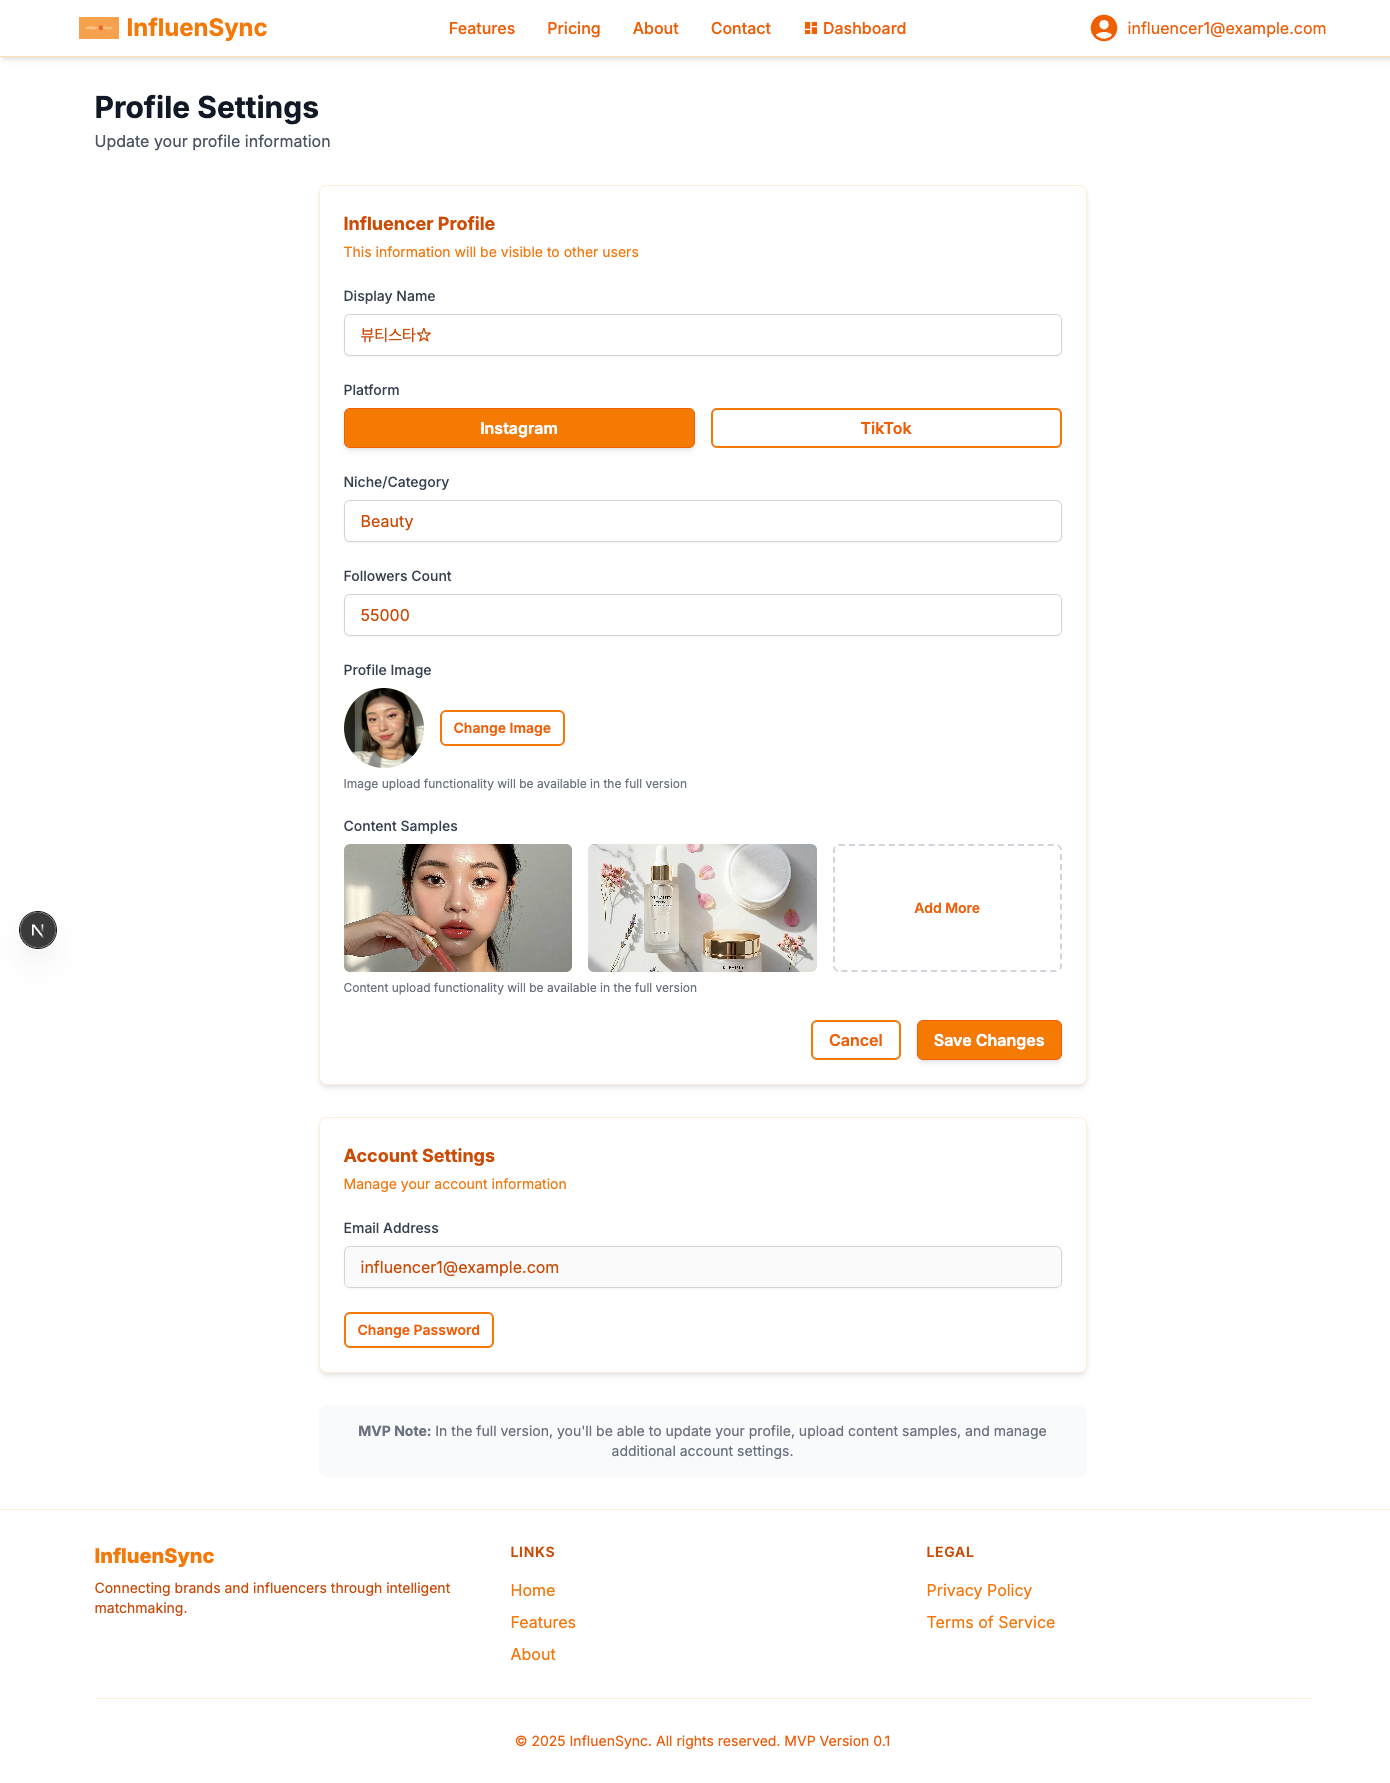 InfluenSync
Features
Pricing
About
Contact
Dashboard
influencer1@example.com
Profile Settings
Update your profile information
Influencer Profile
This information will be visible to other users
Display Name
뷰티스타☆
Platform
Instagram
TikTok
Niche/Category
Beauty
Followers Count
55000
Profile Image
Change Image
Image upload functionality will be available in the full version
Content Samples
Add More
Content upload functionality will be available in the full version
Cancel
Save Changes
Account Settings
Manage your account information
Email Address
influencer1@example.com
Change Password
MVP Note: In the full version, you'll be able to update your profile, upload content samples, and manage
additional account settings.
InfluenSync
Connecting brands and influencers through intelligent
matchmaking.
LINKS
Home
Features
About
LEGAL
Privacy Policy
Terms of Service
© 2025 InfluenSync. All rights reserved. MVP Version 0.1
N